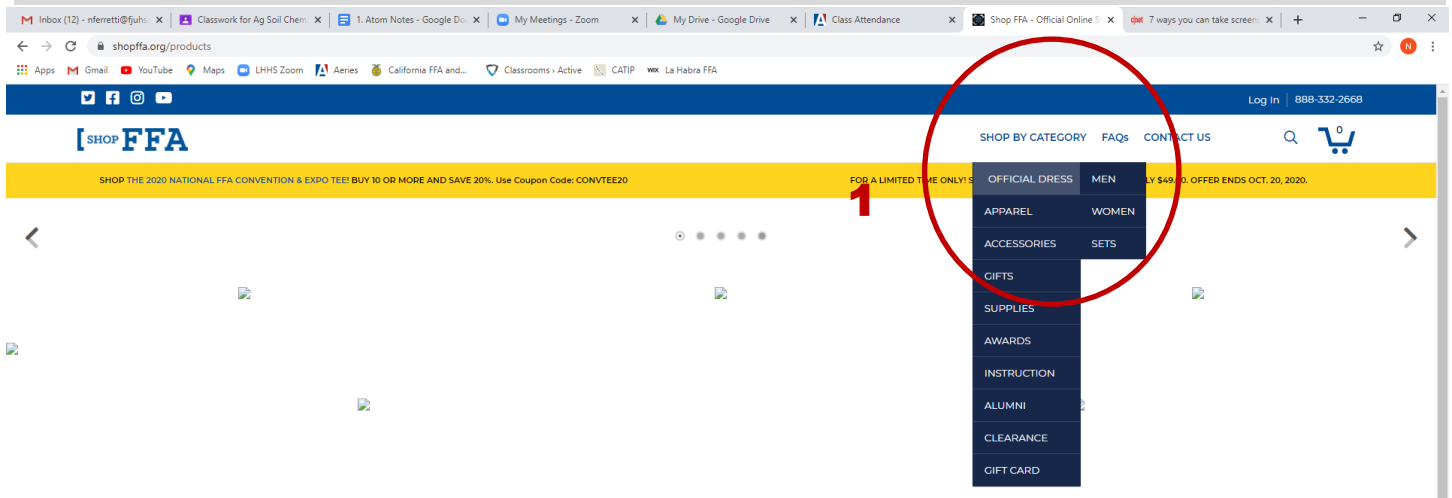 Inbox (12) - nferretti@fjuhs Classwork for Ag Soil Chem 1. Atom Notes - Google Do My Meetings - Zoom My Drive - Google Drive Class Attendance Shop FFA - Official Online S 7 ways you can take screens
shopffa.org/products N
Apps Gmail YouTube Maps LHHS Zoom Aeries California FFA and... Classrooms › Active CATIP WIX La Habra FFA
Log In 888-332-2668
[SHOP FFA SHOP BY CATEGORY FAQs CONTACT US 0
SHOP THE 2020 NATIONAL FFA CONVENTION & EXPO TEE! BUY 10 OR MORE AND SAVE 20%. Use Coupon Code: CONVTEE20 FOR A LIMITED TIME ONLY! OFFER ENDS OCT. 20, 2020.
1
OFFICIAL DRESS MEN
APPAREL WOMEN
ACCESSORIES SETS
GIFTS
SUPPLIES
AWARDS
INSTRUCTION
ALUMNI
CLEARANCE
GIFT CARD